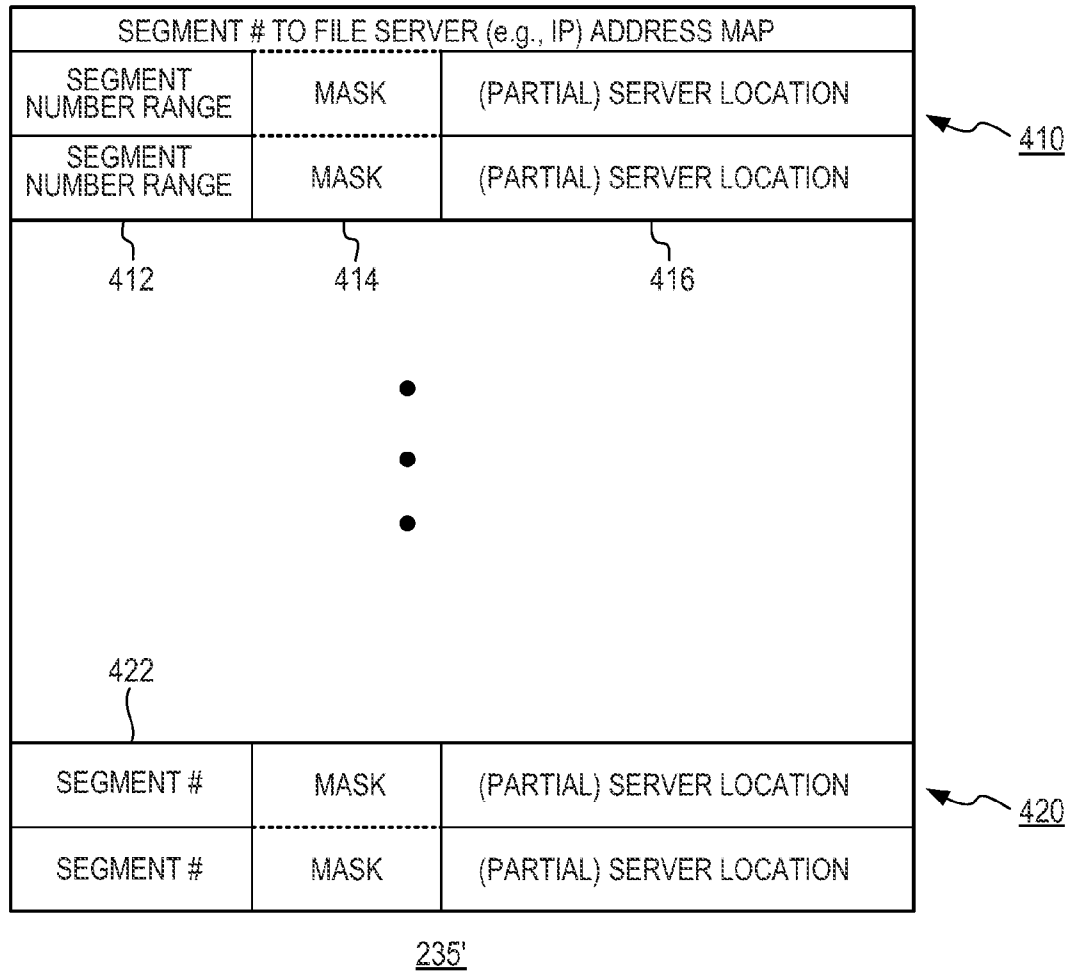 SEGMENT # TO FILE SERVER (e.g., IP) ADDRESS MAP
SEGMENT
NUMBER RANGE
MASK
(PARTIAL) SERVER LOCATION
410
SEGMENT
NUMBER RANGE
MASK
(PARTIAL) SERVER LOCATION
412
414
416
422
SEGMENT #
MASK
(PARTIAL) SERVER LOCATION
420
SEGMENT #
MASK
(PARTIAL) SERVER LOCATION
235'